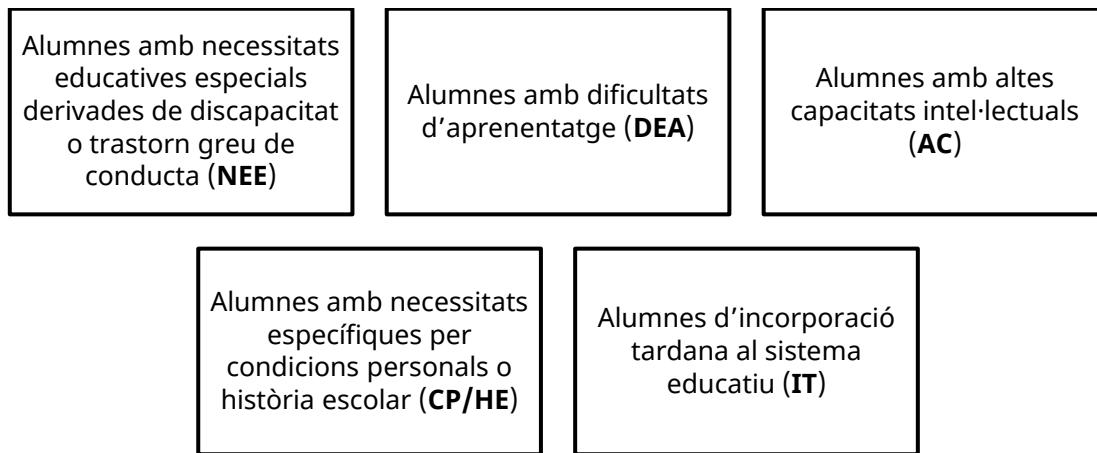 Alumnes amb necessitats
educatives especials
derivades de discapacitat
o trastorn greu de
conducta (NEE)
Alumnes amb dificultats
d’aprenentatge (DEA)
Alumnes amb altes
capacitats intel·lectuals
(AC)
Alumnes amb necessitats
específiques per
condicions personals o
història escolar (CP/HE)
Alumnes d’incorporació
tardana al sistema
educatiu (IT)